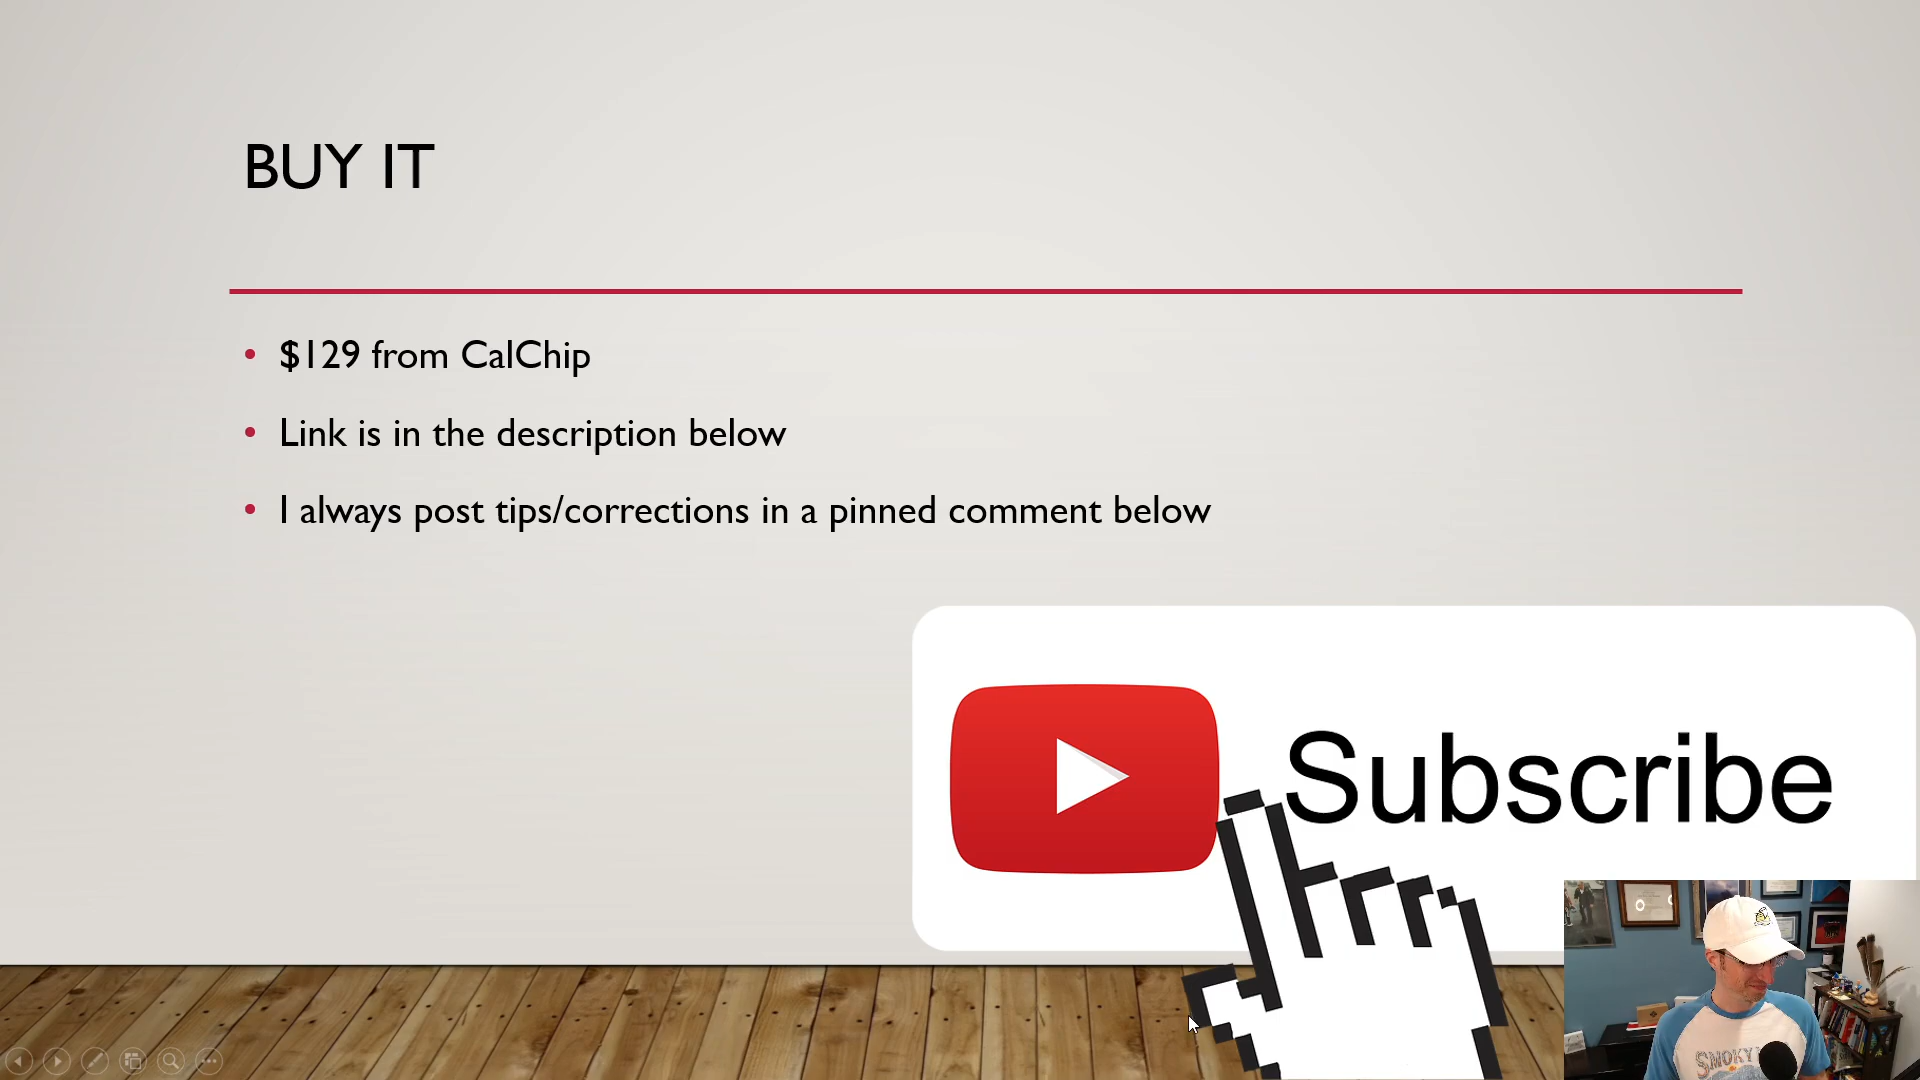 BUY IT
• $129 from CalChip
• Link is in the description below
• I always post tips/corrections in a pinned comment below
Subscribe
SMOKY